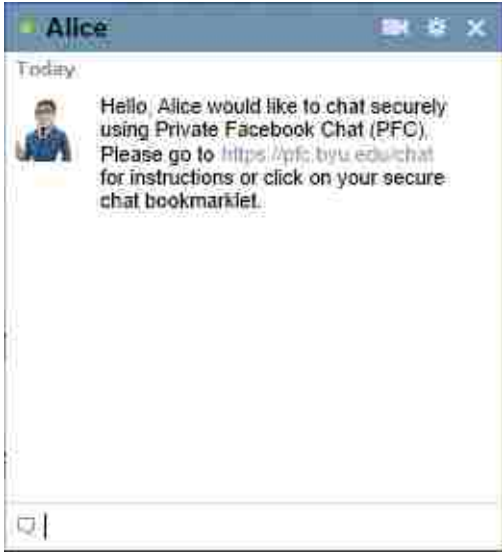 Alice
Today
Hello, Alice would like to chat securely
using Private Facebook Chat (PFC).
Please go to https://pfc.byu.edu/chat
for instructions or click on your secure
chat bookmarklet.